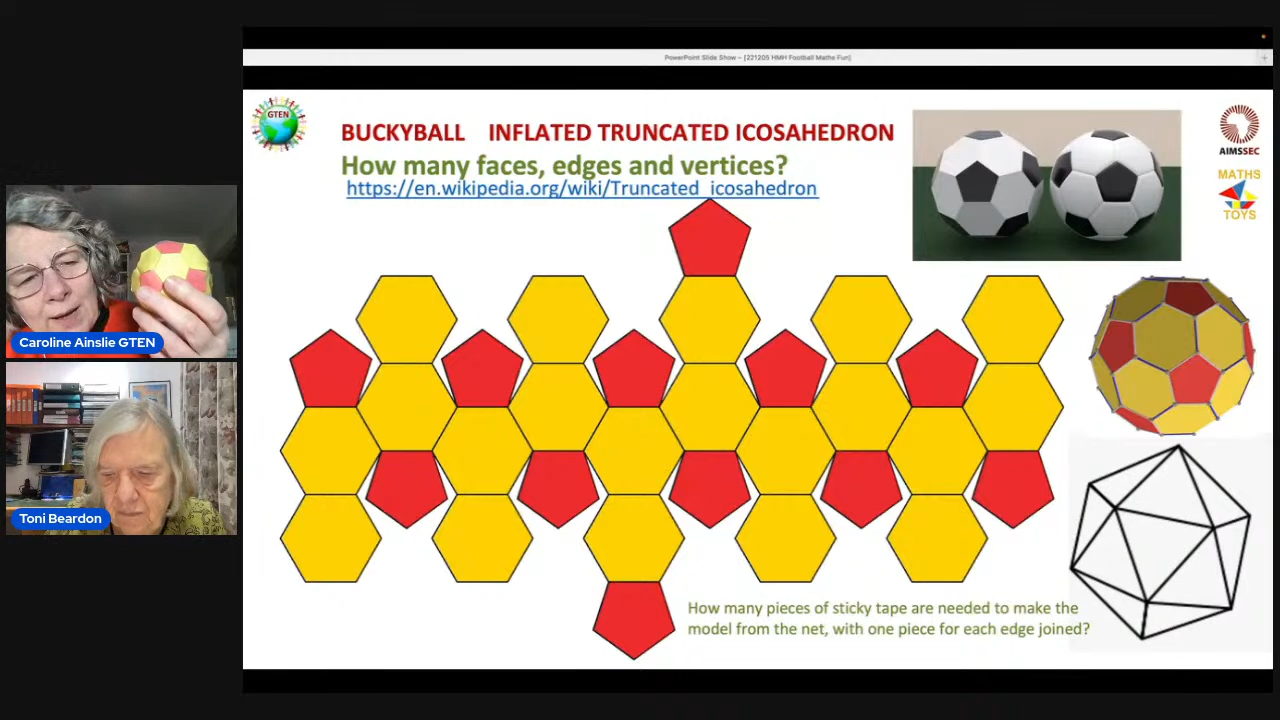 PowerPoint Slide Show – [221205 HMH Football Maths Fun]
GTEN
BUCKYBALL INFLATED TRUNCATED ICOSAHEDRON
How many faces, edges and vertices?
https://en.wikipedia.org/wiki/Truncated_icosahedron
AIMSSEC
MATHS
TOYS
Caroline Ainslie GTEN
Toni Beardon
How many pieces of sticky tape are needed to make the
model from the net, with one piece for each edge joined?